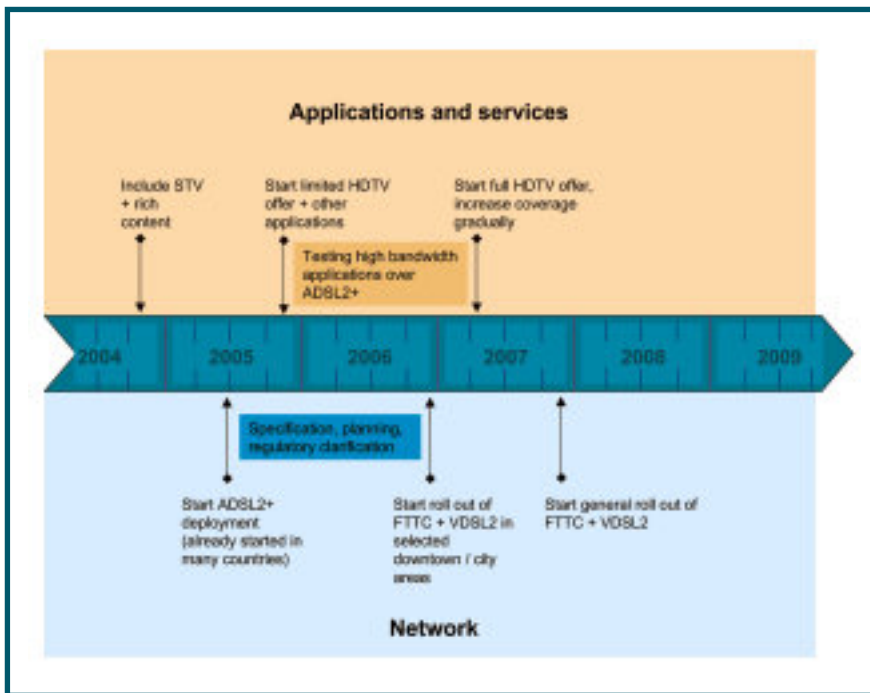 Applications and services
Include STV
+ rich
content
Start limited HDTV
offer + other
applications
Start full HDTV offer,
increase coverage
gradually
Testing high bandwidth
applications over
ADSL2+
2004
2005
2006
2007
2008
2009
Specification, planning,
regulatory clarification
Start ADSL2+
deployment
(already started in
many countries)
Start roll out of
FTTC + VDSL2 in
selected
downtown / city
areas
Start general roll out of
FTTC + VDSL2
Network